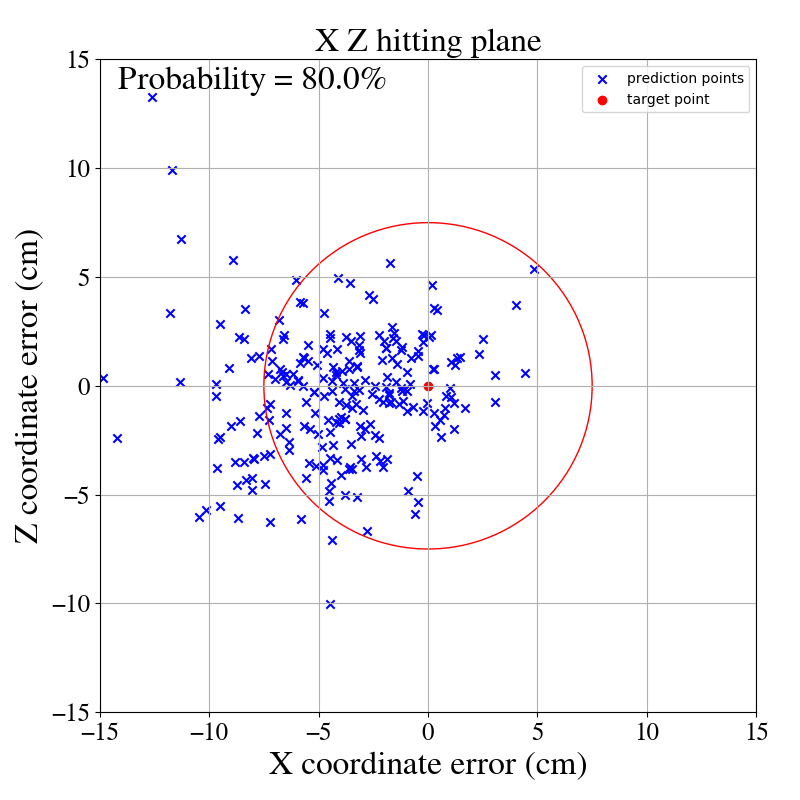 X Z hitting plane
Probability = 80.0%
prediction points
target point
15
10
5
0
−5
−10
−15
Z coordinate error (cm)
−15 −10 −5 0 5 10 15
X coordinate error (cm)